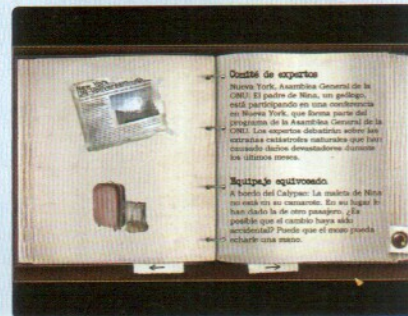 Comité de expertos
Nueva York, Asamblea General de la
ONU: El padre de Nina, un geólogo,
está participando en una conferencia
en Nueva York, que forma parte del
programa de la Asamblea General de la
ONU. Los expertos debatirán sobre las
extrañas catástrofes naturales que han
causado daños devastadores durante
los últimos meses.
Equipaje equivocado.
A bordo del Calypso: La maleta de Nina
no está en su camarote. En su lugar le
han dado la de otro pasajero. ¿Es
posible que el cambio haya sido
accidental? Puede que el mozo pueda
echarle una mano.